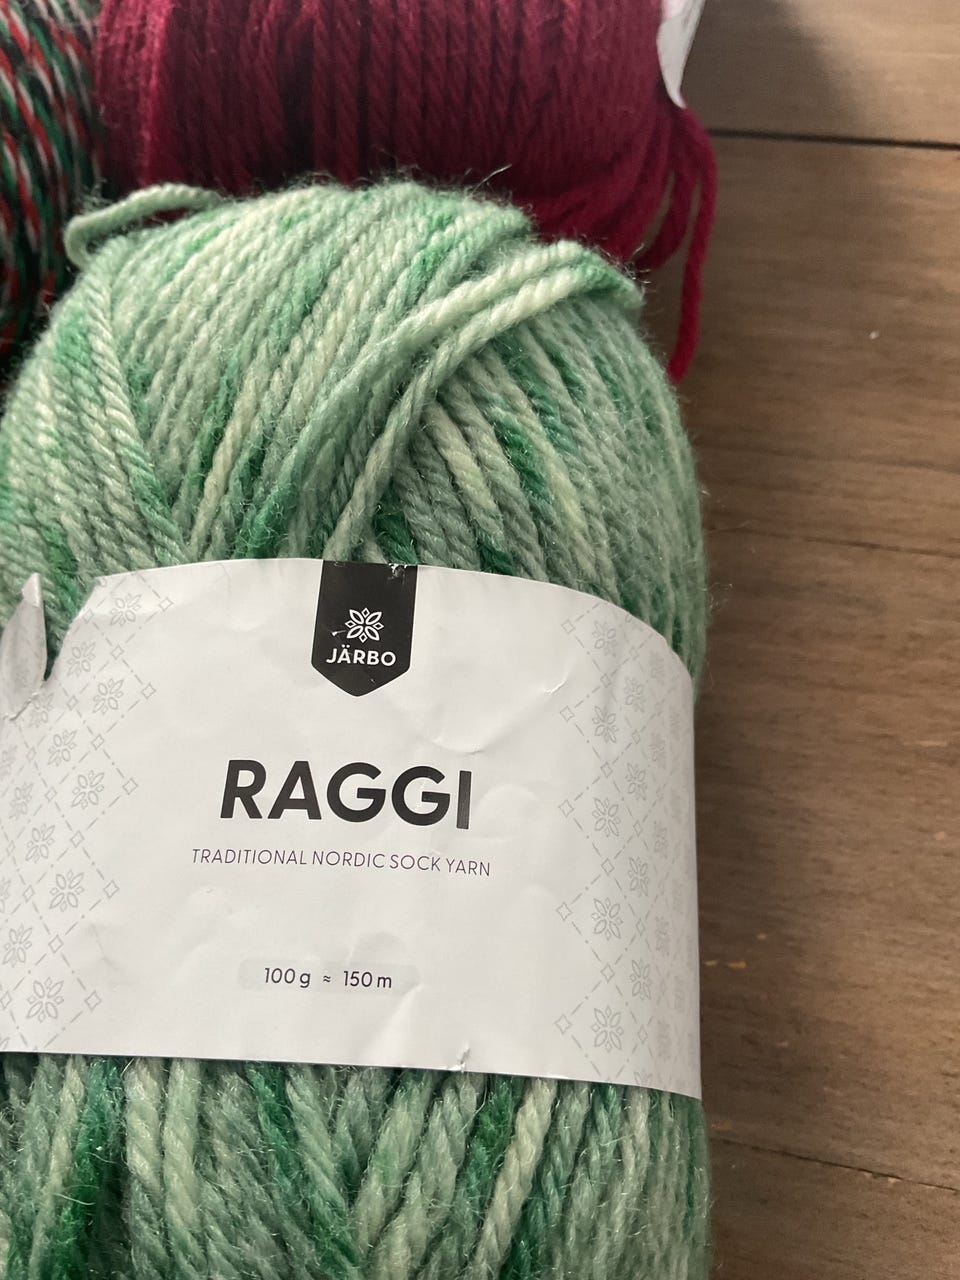 JÄRBO
RAGGI
TRADITIONAL NORDIC SOCK YARN
100 g ≈ 150 m